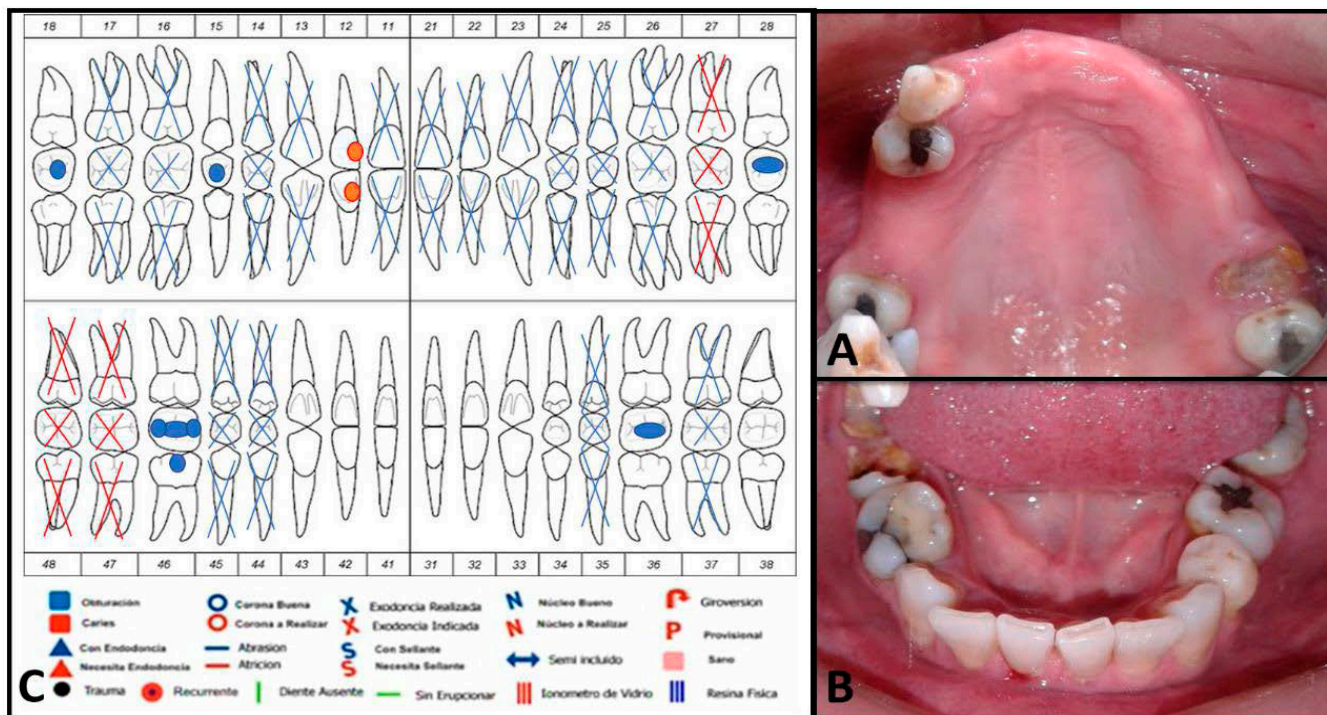 18 17 16 15 14 13 12 11 21 22 23 24 25 26 27 28
48 47 46 45 44 43 42 41 31 32 33 34 35 36 37 38
Obturación Corona Buena Exodoncia Realizada Núcleo Bueno Giroversion
Caries Corona a Realizar Exodoncia Indicada Núcleo a Realizar Provisional
Con Endodoncia Abrasion Con Sellante Semi incluido Sano
Necesita Endodoncia Atricion Necesita Sellante
Trauma Recurrente Diente Ausente Sin Erupcionar Ionometro de Vidrio Resina Fisica
C
A
B